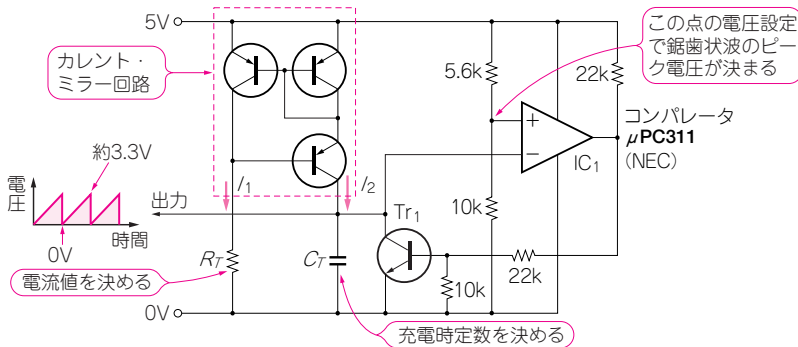 5V
カレント・
ミラー回路
この点の電圧設定
で鋸歯状波のピー
ク電圧が決まる
5.6k
22k
コンパレータ
μPC311
(NEC)
+
−
IC1
約3.3V
電圧
時間
0V
出力
I1
I2
Tr1
10k
RT
CT
22k
10k
電流値を決める
0V
充電時定数を決める